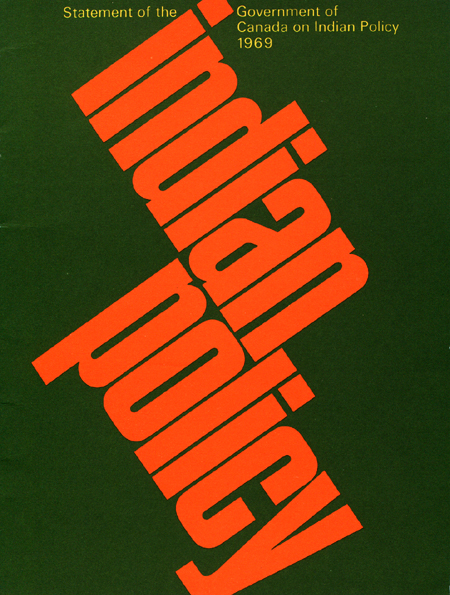 Statement of the Government of
Canada on Indian Policy
1969
indian
policy